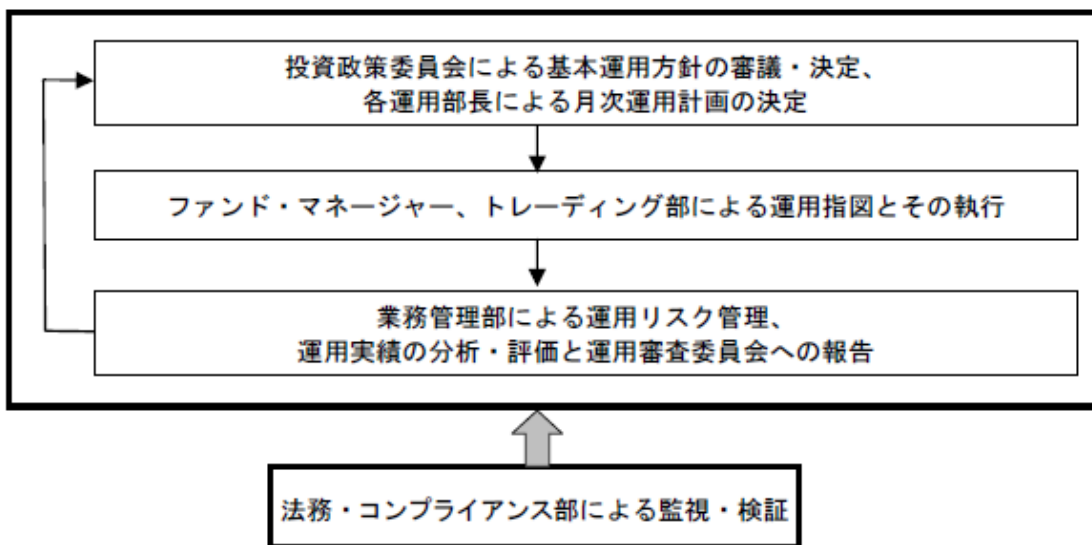 投資政策委員会による基本運用方針の審議・決定、
各運用部長による月次運用計画の決定
ファンド・マネージャー、トレーディング部による運用指図とその執行
業務管理部による運用リスク管理、
運用実績の分析・評価と運用審査委員会への報告
法務・コンプライアンス部による監視・検証